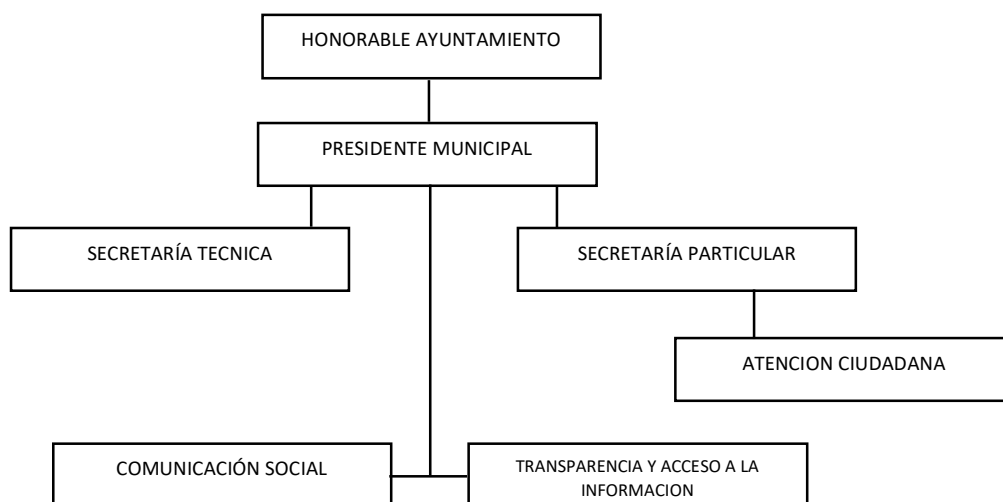 HONORABLE AYUNTAMIENTO
PRESIDENTE MUNICIPAL
SECRETARÍA TECNICA
SECRETARÍA PARTICULAR
ATENCION CIUDADANA
COMUNICACIÓN SOCIAL
TRANSPARENCIA Y ACCESO A LA
INFORMACION